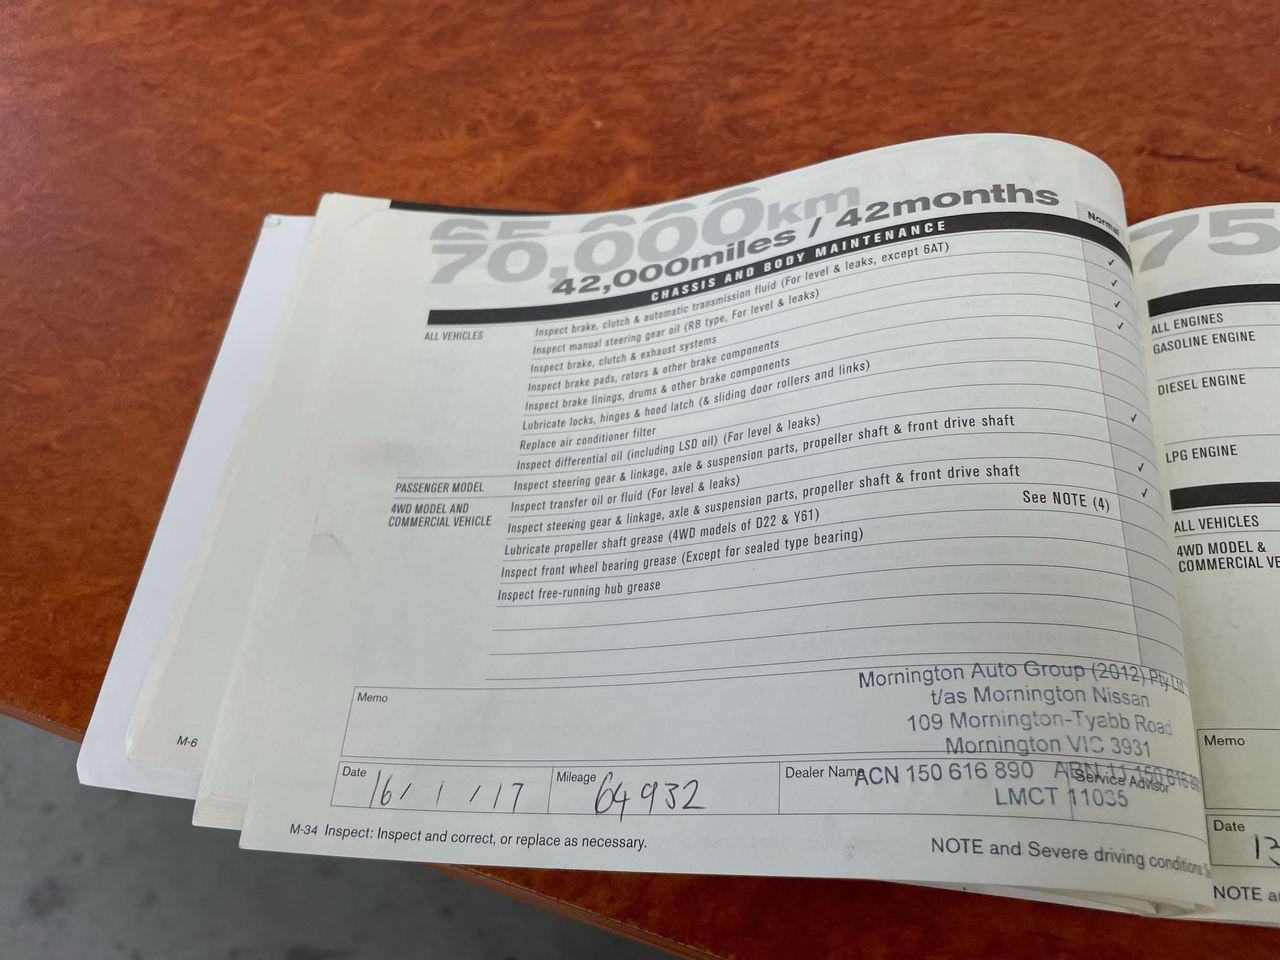 70,000km
42,000miles / 42months
CHASSIS AND BODY MAINTENANCE
Normal
ALL VEHICLES
Inspect brake, clutch & automatic transmission fluid (For level & leaks, except 6AT) ✓
Inspect manual steering gear oil (RB type, For level & leaks) ✓
Inspect brake, clutch & exhaust systems ✓
Inspect brake pads, rotors & other brake components ✓
Inspect brake linings, drums & other brake components
Lubricate locks, hinges & hood latch (& sliding door rollers and links)
Replace air conditioner filter
Inspect differential oil (including LSD oil) (For level & leaks) ✓
PASSENGER MODEL
Inspect steering gear & linkage, axle & suspension parts, propeller shaft & front drive shaft
4WD MODEL AND
COMMERCIAL VEHICLE
Inspect transfer oil or fluid (For level & leaks) ✓
Inspect steering gear & linkage, axle & suspension parts, propeller shaft & front drive shaft ✓
Lubricate propeller shaft grease (4WD models of D22 & Y61) See NOTE (4)
Inspect front wheel bearing grease (Except for sealed type bearing)
Inspect free-running hub grease
Mornington Auto Group (2012) Pty Ltd
t/as Mornington Nissan
109 Mornington-Tyabb Road
Mornington VIC 3931
ACN 150 616 890
LMCT 11035
Memo
Date
16/1/17
Mileage
64932
Dealer Name
Service Advisor
M-34 Inspect: Inspect and correct, or replace as necessary.
NOTE and Severe driving conditions
M-6
75
ALL ENGINES
GASOLINE ENGINE
DIESEL ENGINE
LPG ENGINE
ALL VEHICLES
4WD MODEL &
COMMERCIAL VE
Memo
Date
NOTE a